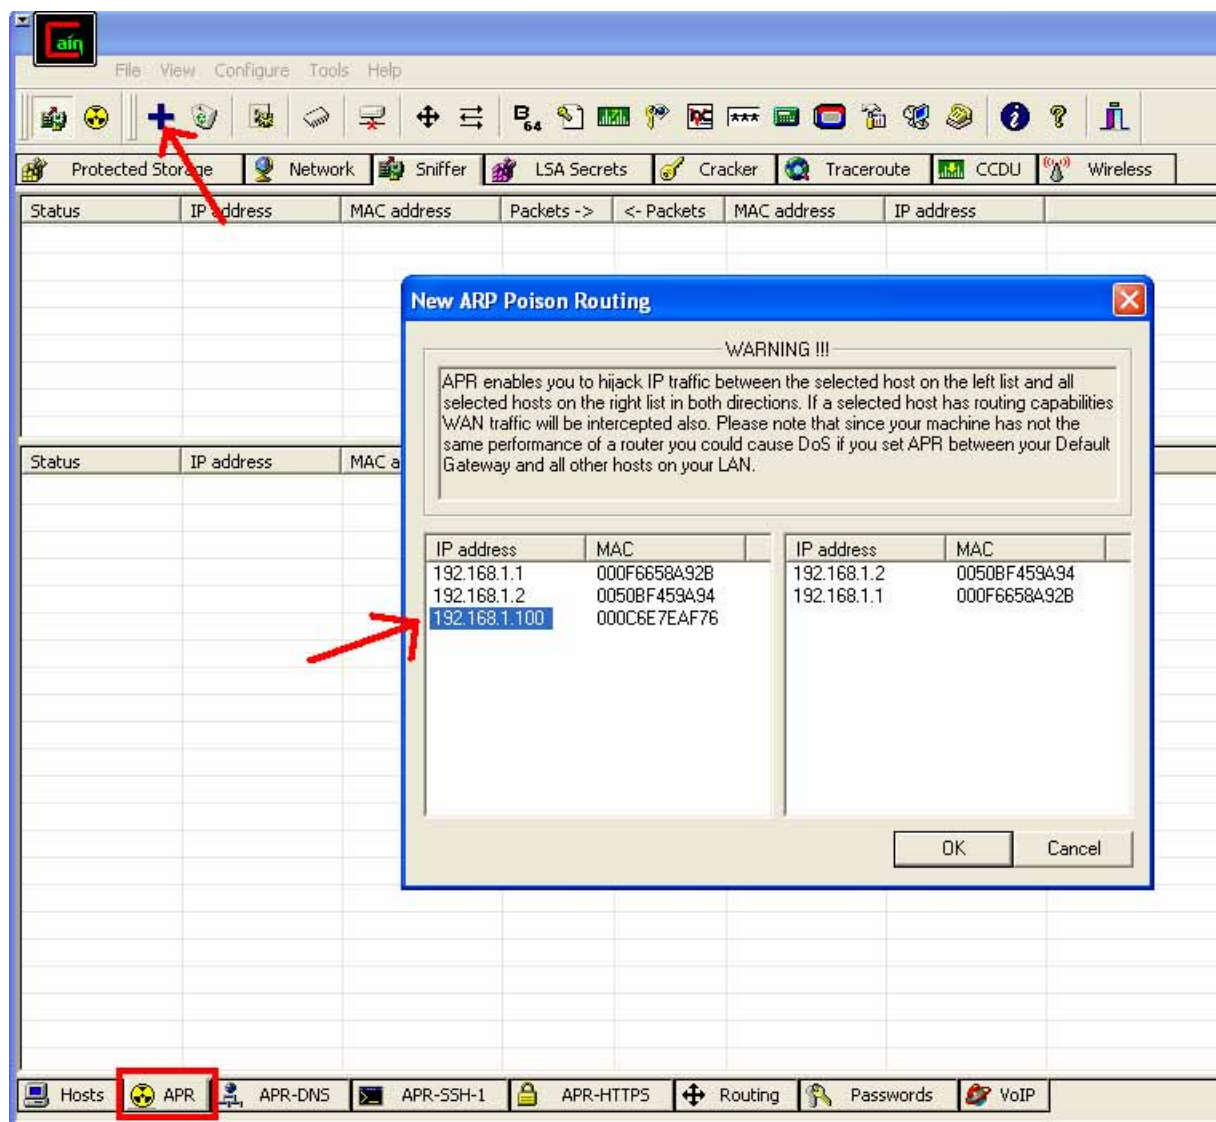 Cain
File View Configure Tools Help
B64 ***
Protected Storage Network Sniffer LSA Secrets Cracker Traceroute CCDU Wireless
Status IP address MAC address Packets -> <- Packets MAC address IP address
New ARP Poison Routing
WARNING !!!
APR enables you to hijack IP traffic between the selected host on the left list and all
selected hosts on the right list in both directions. If a selected host has routing capabilities
WAN traffic will be intercepted also. Please note that since your machine has not the
same performance of a router you could cause DoS if you set APR between your Default
Gateway and all other hosts on your LAN.
Status IP address MAC a
IP address MAC IP address MAC
192.168.1.1 000F6658A92B 192.168.1.2 0050BF459A94
192.168.1.2 0050BF459A94 192.168.1.1 000F6658A92B
192.168.1.100 000C6E7EAF76
OK Cancel
Hosts APR APR-DNS APR-SSH-1 APR-HTTPS Routing Passwords VoIP